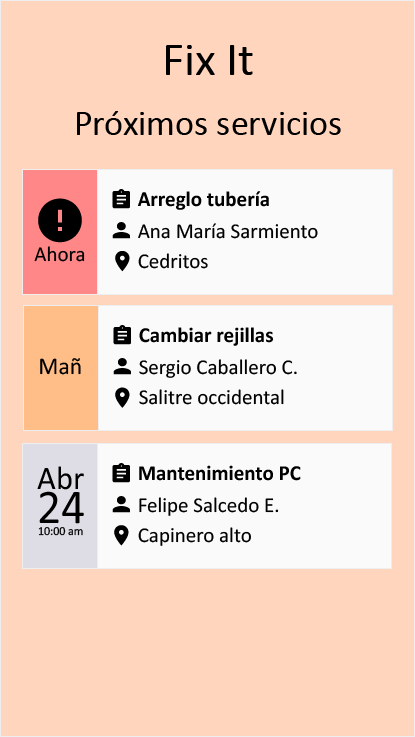 Fix It
Próximos servicios
Ahora
Arreglo tubería
Ana María Sarmiento
Cedritos
Mañ
Cambiar rejillas
Sergio Caballero C.
Salitre occidental
Abr
24
10:00 am
Mantenimiento PC
Felipe Salcedo E.
Capinero alto